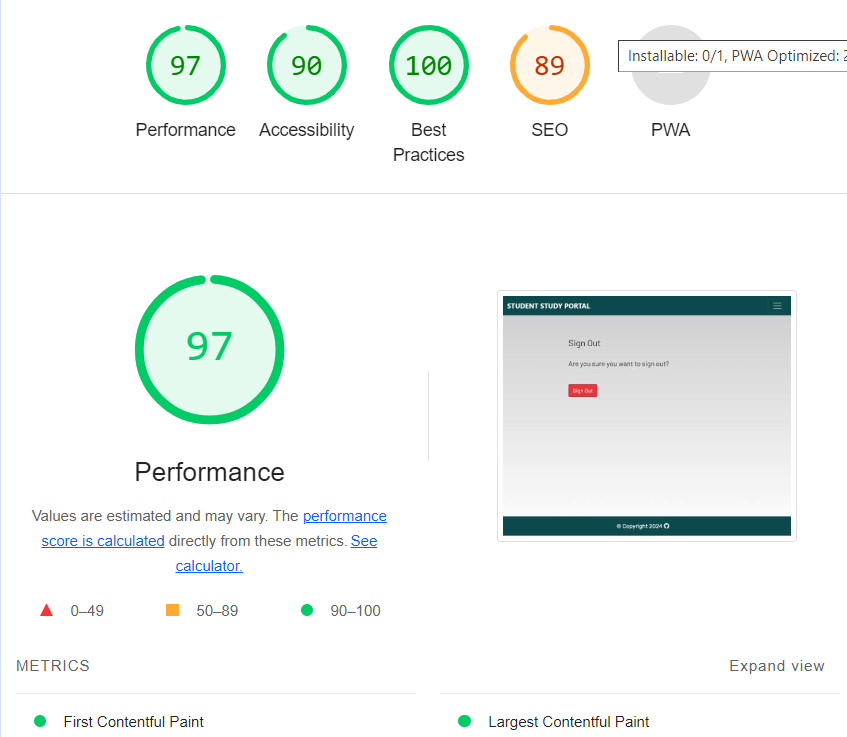 97
90
100
89
Installable: 0/1, PWA Optimized: 2
Performance
Accessibility
Best
Practices
SEO
PWA
97
Performance
Values are estimated and may vary. The performance
score is calculated directly from these metrics. See
calculator.
0–49
50–89
90–100
STUDENT STUDY PORTAL
Sign Out
Are you sure you want to sign out?
Sign Out
© Copyright 2024
METRICS
Expand view
First Contentful Paint
Largest Contentful Paint